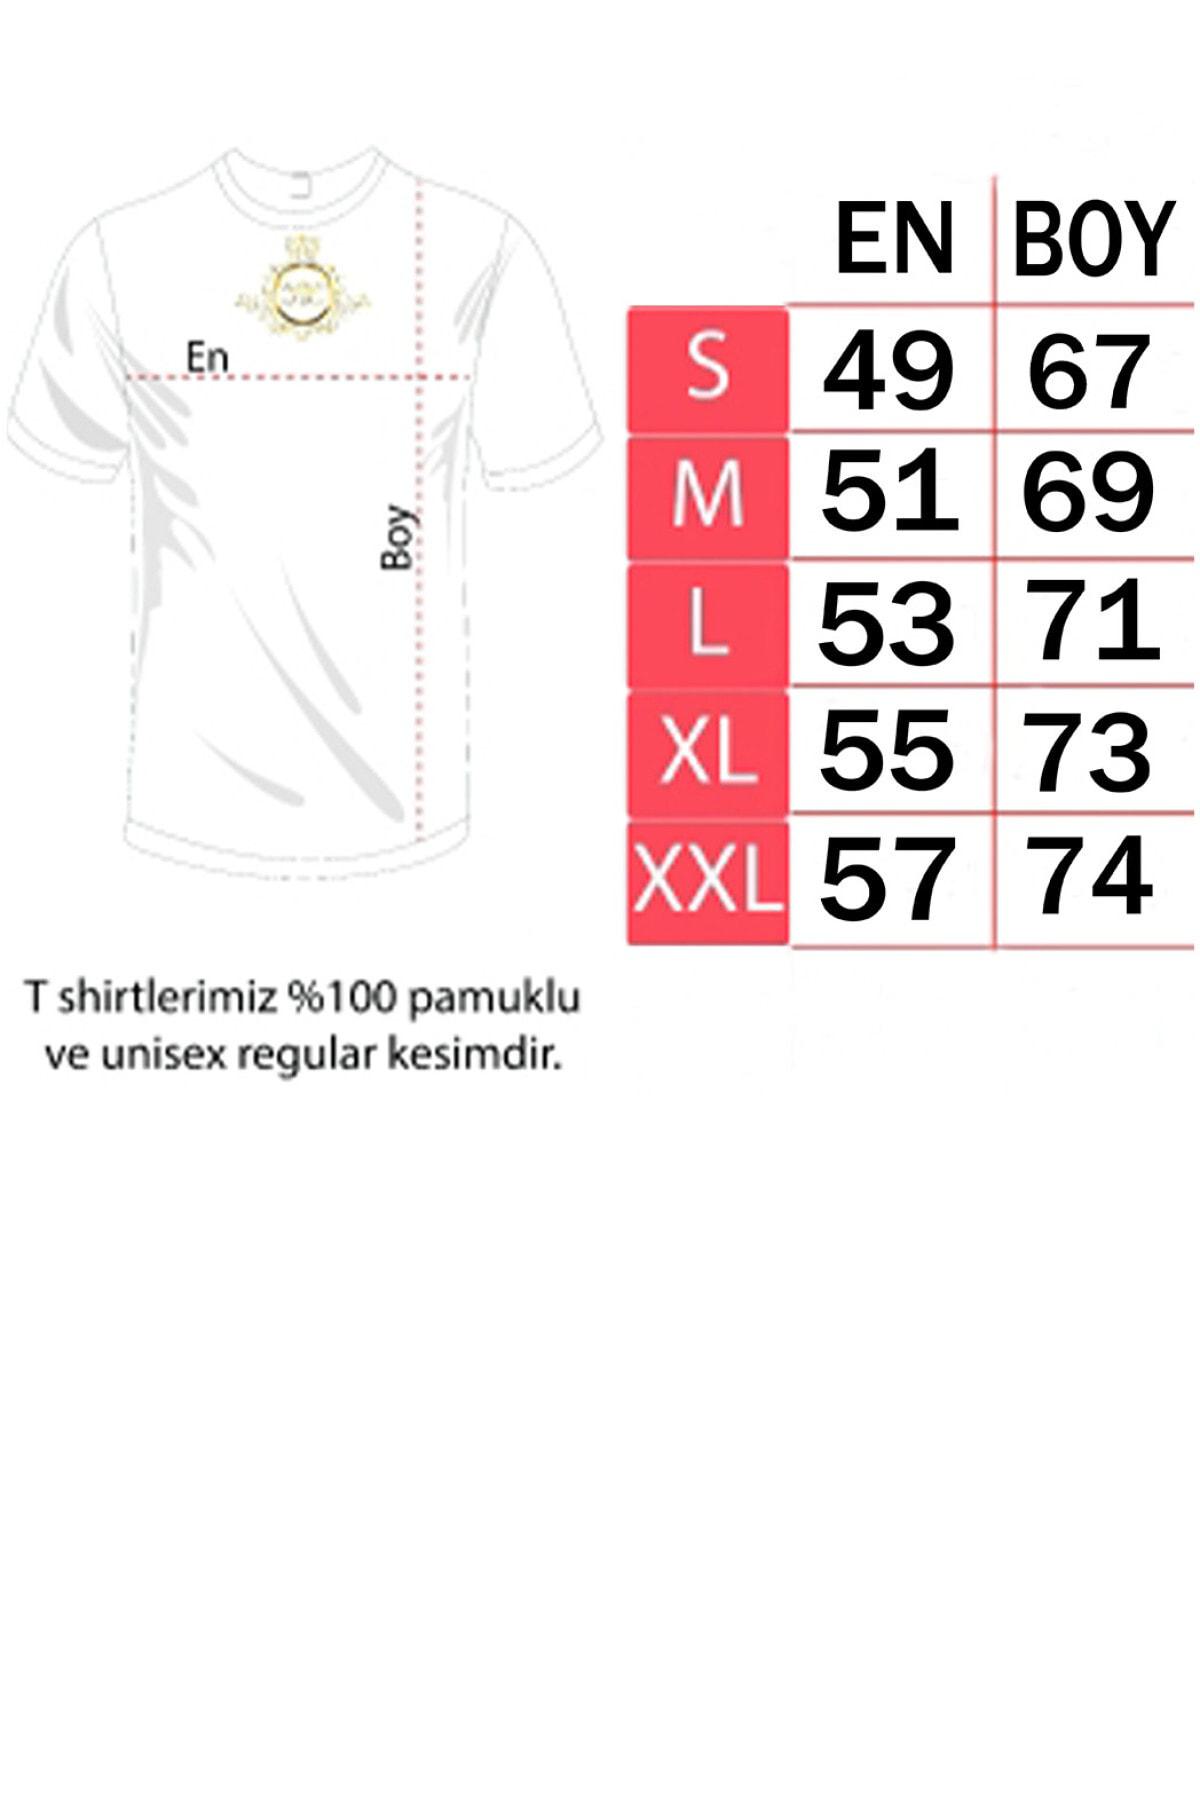 En
Boy
EN BOY
S 49 67
M 51 69
L 53 71
XL 55 73
XXL 57 74
T shirtlerimiz %100 pamuklu
ve unisex regular kesimdir.